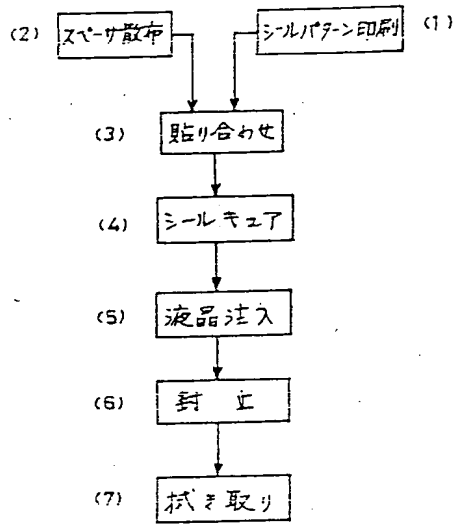 (2) スペーサ散布 シールパターン印刷 (1)
(3) 貼り合わせ
(4) シールキュア
(5) 液晶注入
(6) 封止
(7) 拭き取り